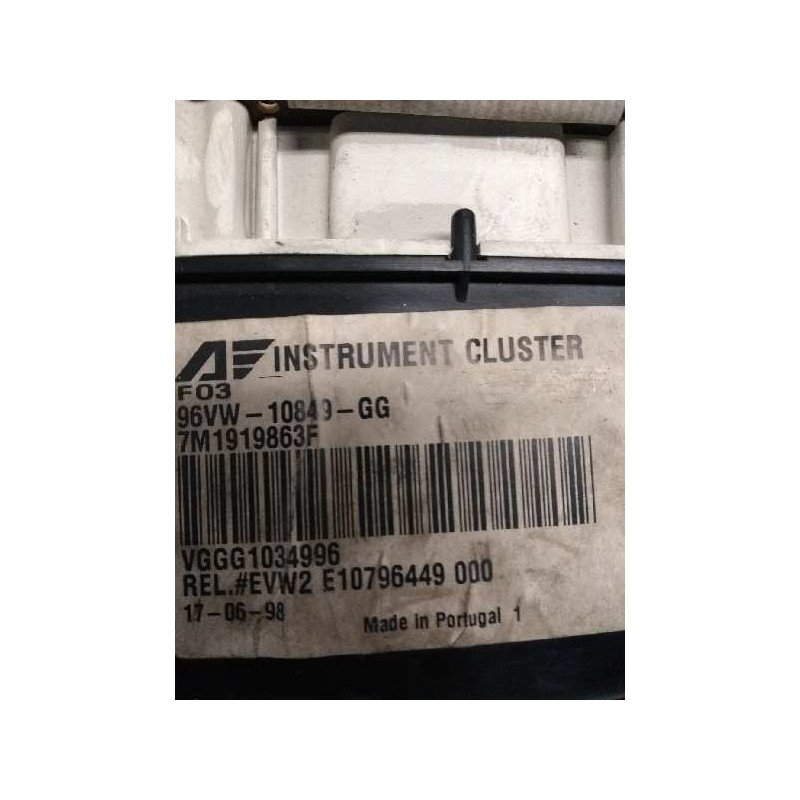 INSTRUMENT CLUSTER
F03
96VW-10849-GG
7M1919863F
VGGG1034996
REL.#EVW2 E10796449 000
17-06-98 Made in Portugal 1